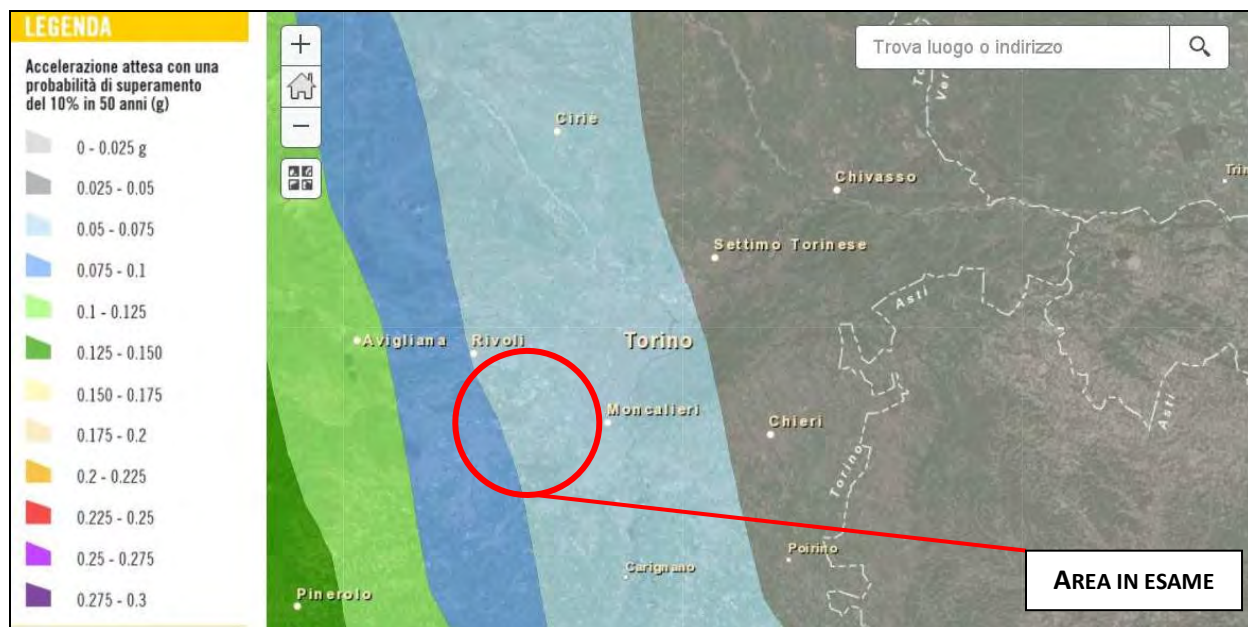 LEGENDA
Accelerazione attesa con una
probabilità di superamento
del 10% in 50 anni (g)
0 - 0.025 g
0.025 - 0.05
0.05 - 0.075
0.075 - 0.1
0.1 - 0.125
0.125 - 0.150
0.150 - 0.175
0.175 - 0.2
0.2 - 0.225
0.225 - 0.25
0.25 - 0.275
0.275 - 0.3
+
−
Trova luogo o indirizzo
Ciriè
Chivasso
Settimo Torinese
Asti
Avigliana
Rivoli
Torino
Asti
Moncalieri
Chieri
Torino
Poirino
Carignano
Pinerolo
AREA IN ESAME